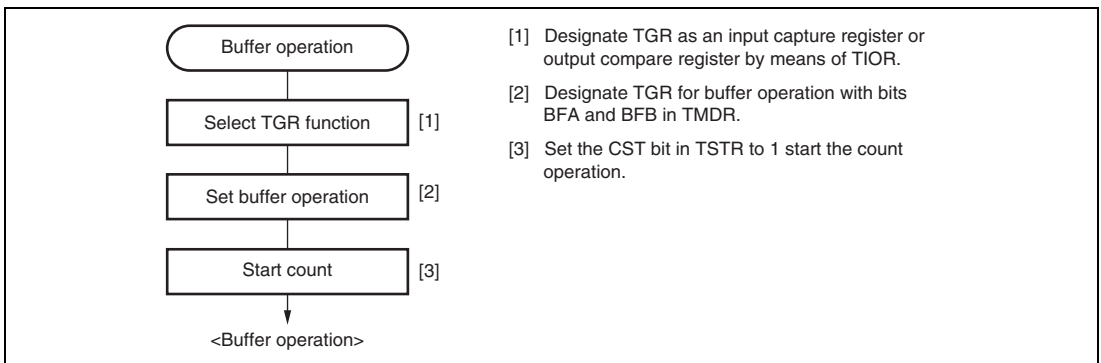 Buffer operation
Select TGR function
[1]
Set buffer operation
[2]
Start count
[3]
<Buffer operation>
[1] Designate TGR as an input capture register or
output compare register by means of TIOR.
[2] Designate TGR for buffer operation with bits
BFA and BFB in TMDR.
[3] Set the CST bit in TSTR to 1 start the count
operation.